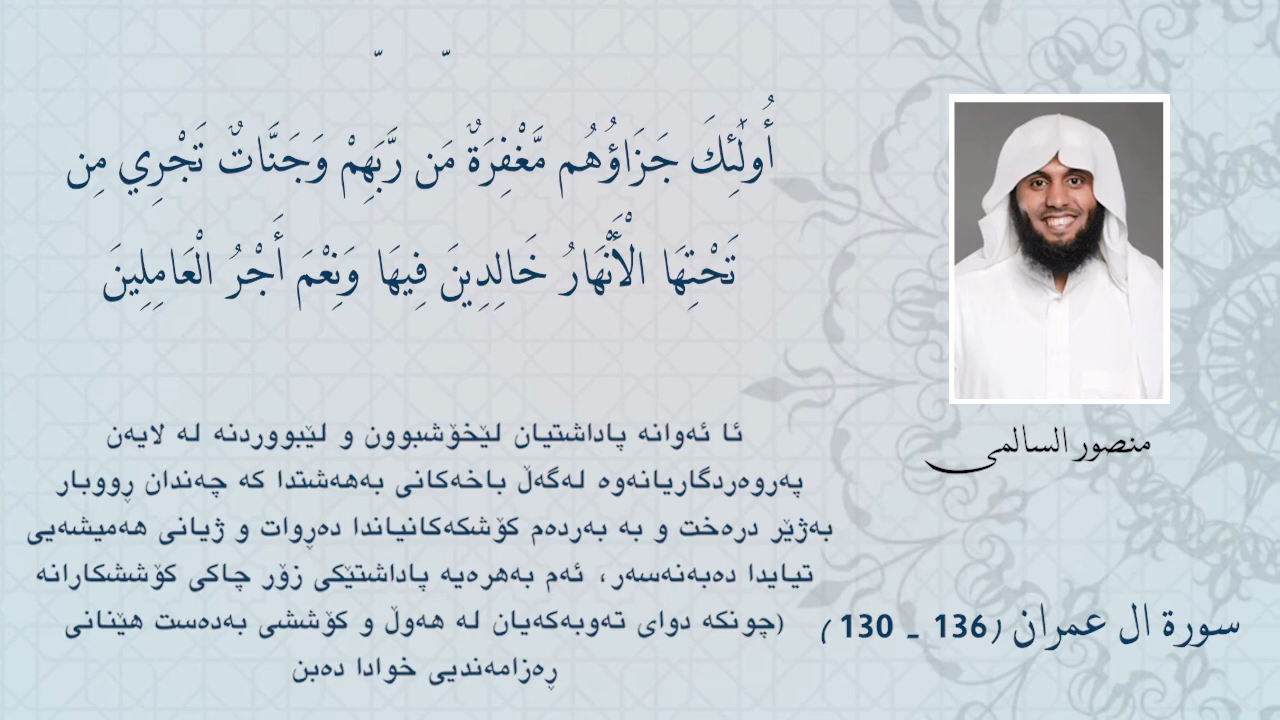 أُولَٰئِكَ جَزَاؤُهُم مَّغْفِرَةٌ مَن رَّبَهِمْ وَجَنَّاتٌ تَجْرِي مِن
تَحْتِهَا الْأَنْهَارُ خَالِدِينَ فِيهَا وَنِعْمَ أَجْرُ الْعَامِلِينَ
ئا ئەوانە پاداشتیان لێخۆشبوون و لێبووردنە لە لایەن
پەروەردگاریانەوە لەگەڵ باخەکانی بەهەشتدا کە چەندان ڕووبار
بەژێر درەخت و بە بەردەم کۆشکەکانیاندا دەڕوات و ژیانی هەمیشەیی
تیایدا دەبەنەسەر، ئەم بەهرەیە پاداشتێکی زۆر چاکی کۆششکارانە
(چونکە دوای تەوبەکەیان لە هەوڵ و کۆششی بەدەست هێنانی
ڕەزامەندیی خوادا دەبن
منصور السالمي
سورة ال عمران (136 - 130 )